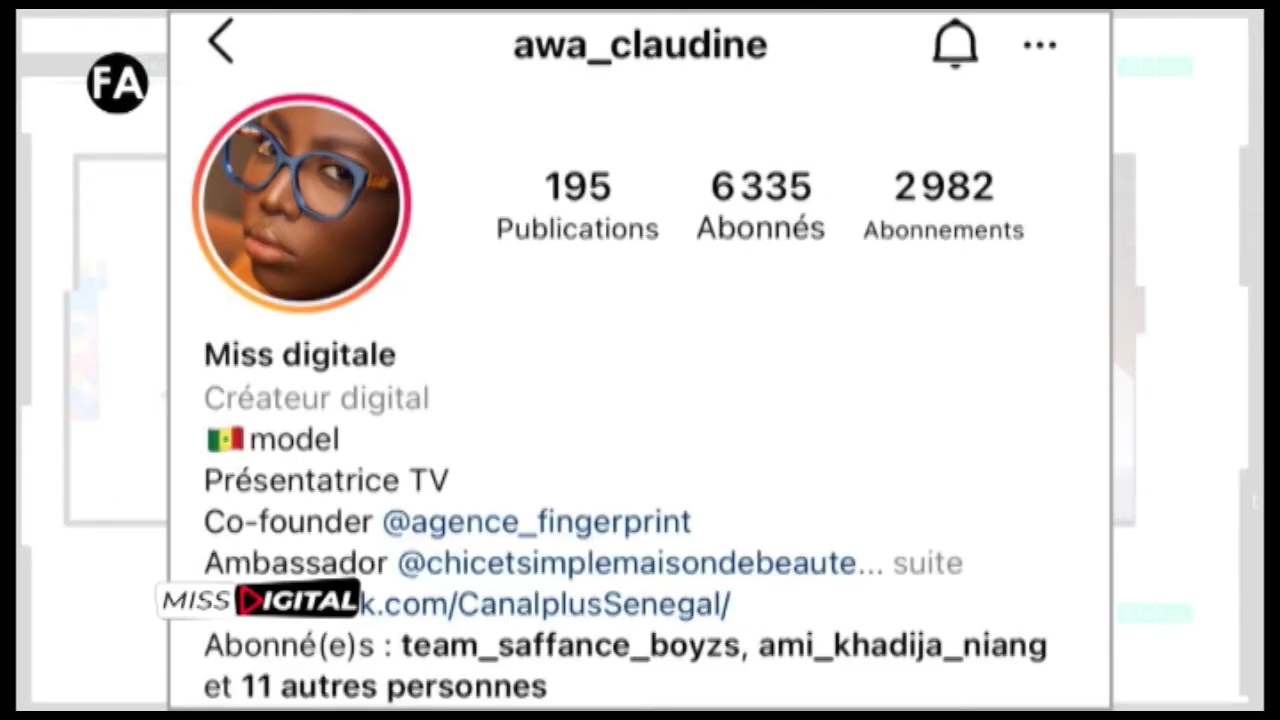 awa_claudine
FA
195 6 335 2 982
Publications Abonnés Abonnements
Miss digitale
Créateur digital
model
Présentatrice TV
Co-founder @agence_fingerprint
Ambassador @chicetsimplemaisondebeaute... suite
MISS DIGITAL
k.com/CanalplusSenegal/
Abonné(e)s : team_saffance_boyzs, ami_khadija_niang
et 11 autres personnes